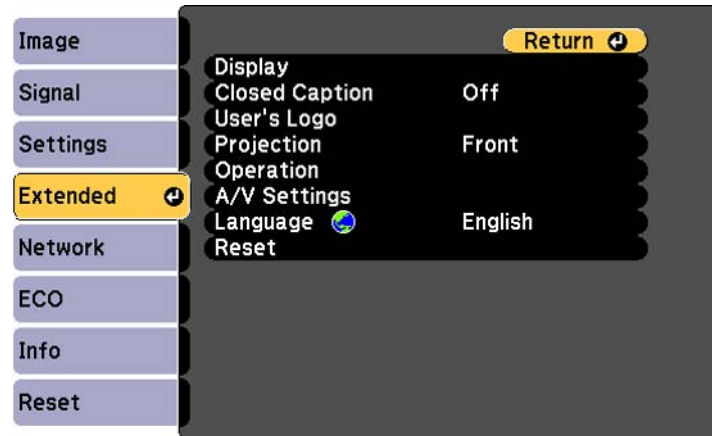 Image
Signal
Settings
Extended
Network
ECO
Info
Reset
Return
Display
Closed Caption Off
User's Logo
Projection Front
Operation
A/V Settings
Language English
Reset